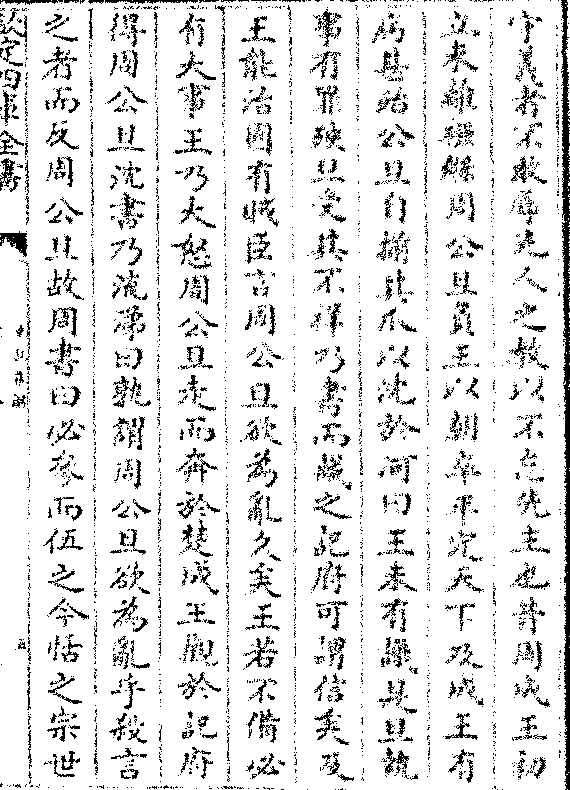 守義者不敢廢先人之教以不忘先主也昔周成王初
立未離襁緥周公旦負王以朝卒平定天下及成王有
病甚殆公旦自揃其爪以沈於河曰王未有識是旦執
事有罪殃旦受其不祥乃書而藏之記府可謂信矣及
王能治國有賊臣言周公旦欲為亂久矣王若不備必
有大事王乃大怒周公旦走而奔於楚成王觀於記府
得周公旦沈書乃流涕曰孰謂周公旦欲為亂乎殺言
之者而反周公旦故周書曰必參而伍之今恬之宗世
欽定四庫全書